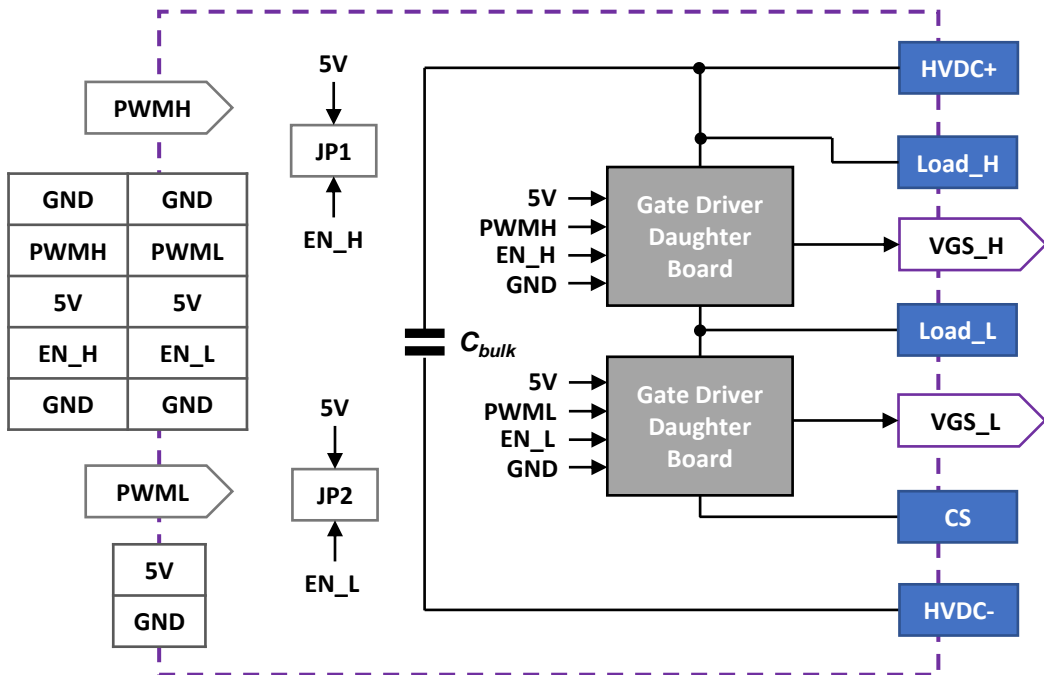 PWMH
GND GND
PWMH PWML
5V 5V
EN_H EN_L
GND GND
PWML
5V
GND
5V
JP1
EN_H
5V
JP2
EN_L
C_bulk
5V
PWMH
EN_H
GND
Gate Driver
Daughter
Board
5V
PWML
EN_L
GND
Gate Driver
Daughter
Board
HVDC+
Load_H
VGS_H
Load_L
VGS_L
CS
HVDC-